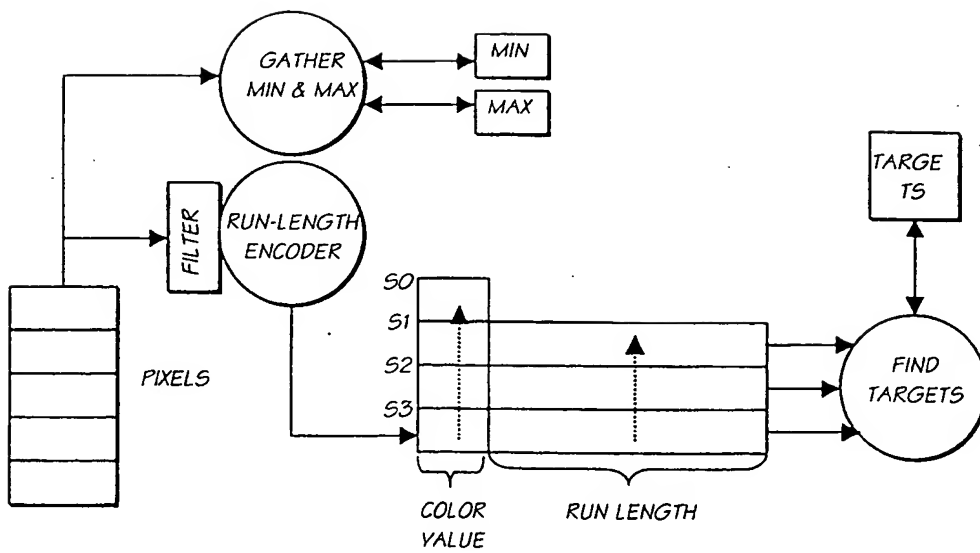 GATHER
MIN & MAX
MIN
MAX
TARGE
TS
FILTER
RUN-LENGTH
ENCODER
S0
S1
S2
S3
PIXELS
FIND
TARGETS
COLOR
VALUE
RUN LENGTH